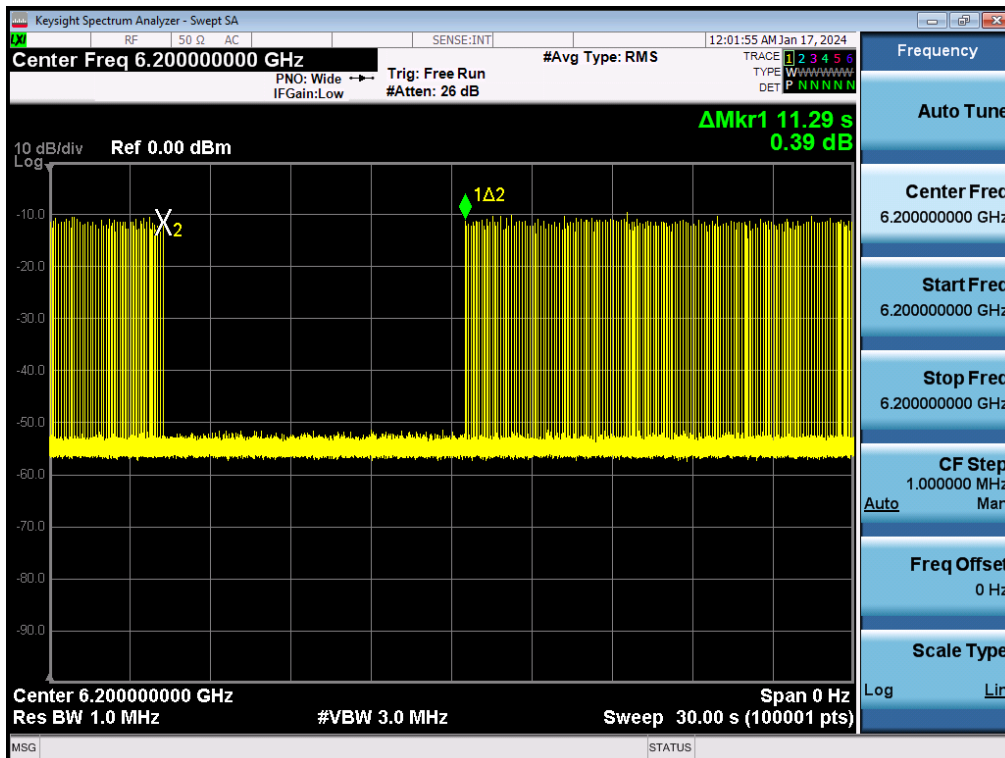 Keysight Spectrum Analyzer - Swept SA
LXI RF 50 Ω AC SENSE:INT 12:01:55 AM Jan 17, 2024
Center Freq 6.200000000 GHz
PNO: Wide
IFGain:Low
Trig: Free Run
#Atten: 26 dB
#Avg Type: RMS
TRACE 1 2 3 4 5 6
TYPE W W W W W W
DET P N N N N N
ΔMkr1 11.29 s
0.39 dB
10 dB/div Ref 0.00 dBm
Log
1Δ2
X2
-10.0
-20.0
-30.0
-40.0
-50.0
-60.0
-70.0
-80.0
-90.0
Center 6.200000000 GHz Span 0 Hz
Res BW 1.0 MHz #VBW 3.0 MHz Sweep 30.00 s (100001 pts)
MSG STATUS
Frequency
Auto Tune
Center Freq
6.200000000 GHz
Start Freq
6.200000000 GHz
Stop Freq
6.200000000 GHz
CF Step
1.000000 MHz
Auto Man
Freq Offset
0 Hz
Scale Type
Log Lin